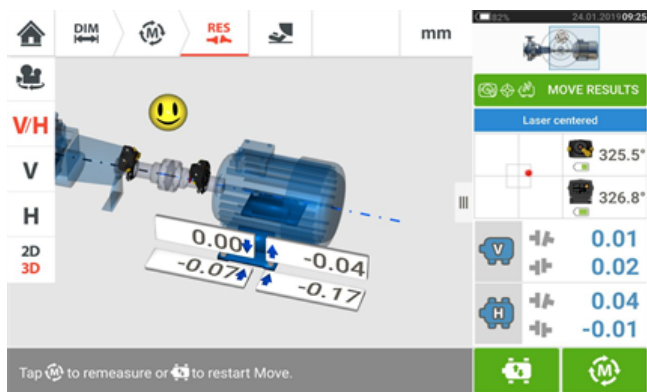 DIM
M
RES
mm
82%
24.01.2019 09:25
V/H
V
H
2D
3D
0.00
-0.04
-0.07
-0.17
MOVE RESULTS
Laser centered
325.5°
326.8°
V
0.01
0.02
H
0.04
-0.01
Tap M to remeasure or to restart Move.
M